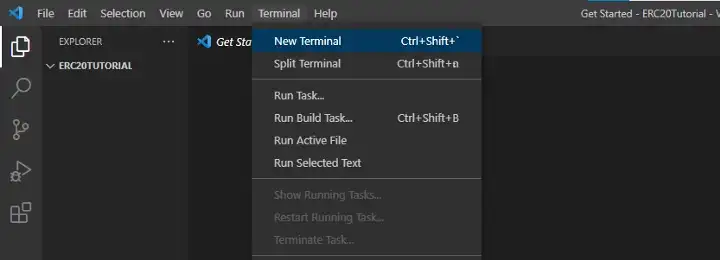 File Edit Selection View Go Run Terminal Help
Get Started - ERC20Tutorial - V
EXPLORER
ERC20TUTORIAL
Get Sta
New Terminal Ctrl+Shift+`
Split Terminal Ctrl+Shift+n
Run Task...
Run Build Task... Ctrl+Shift+B
Run Active File
Run Selected Text
Show Running Tasks...
Restart Running Task...
Terminate Task...